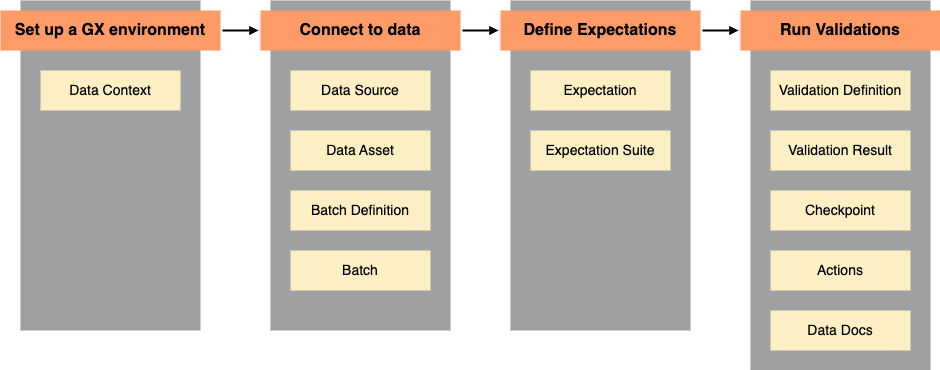 Set up a GX environment
Connect to data
Define Expectations
Run Validations
Data Context
Data Source
Data Asset
Batch Definition
Batch
Expectation
Expectation Suite
Validation Definition
Validation Result
Checkpoint
Actions
Data Docs